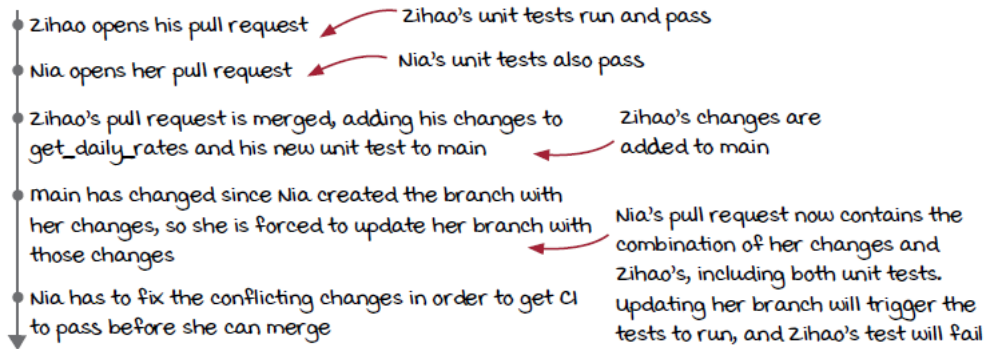 Zihao opens his pull request
Zihao's unit tests run and pass
Nia opens her pull request
Nia's unit tests also pass
Zihao's pull request is merged, adding his changes to
get_daily_rates and his new unit test to main
Zihao's changes are
added to main
Main has changed since Nia created the branch with
her changes, so she is forced to update her branch with
those changes
Nia's pull request now contains the
combination of her changes and
Zihao's, including both unit tests.
Updating her branch will trigger the
tests to run, and Zihao's test will fail
Nia has to fix the conflicting changes in order to get CI
to pass before she can merge